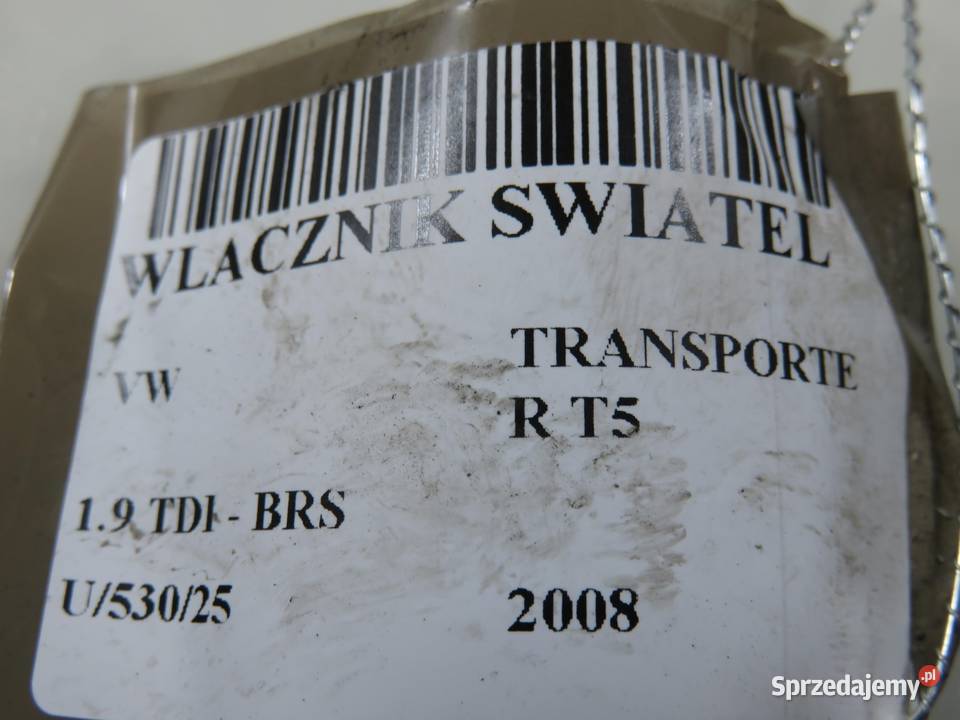 WLACZNIK SWIATEL
VW
TRANSPORTE
R T5
1.9 TDI - BRS
U/530/25
2008
Sprzedajemy.pl